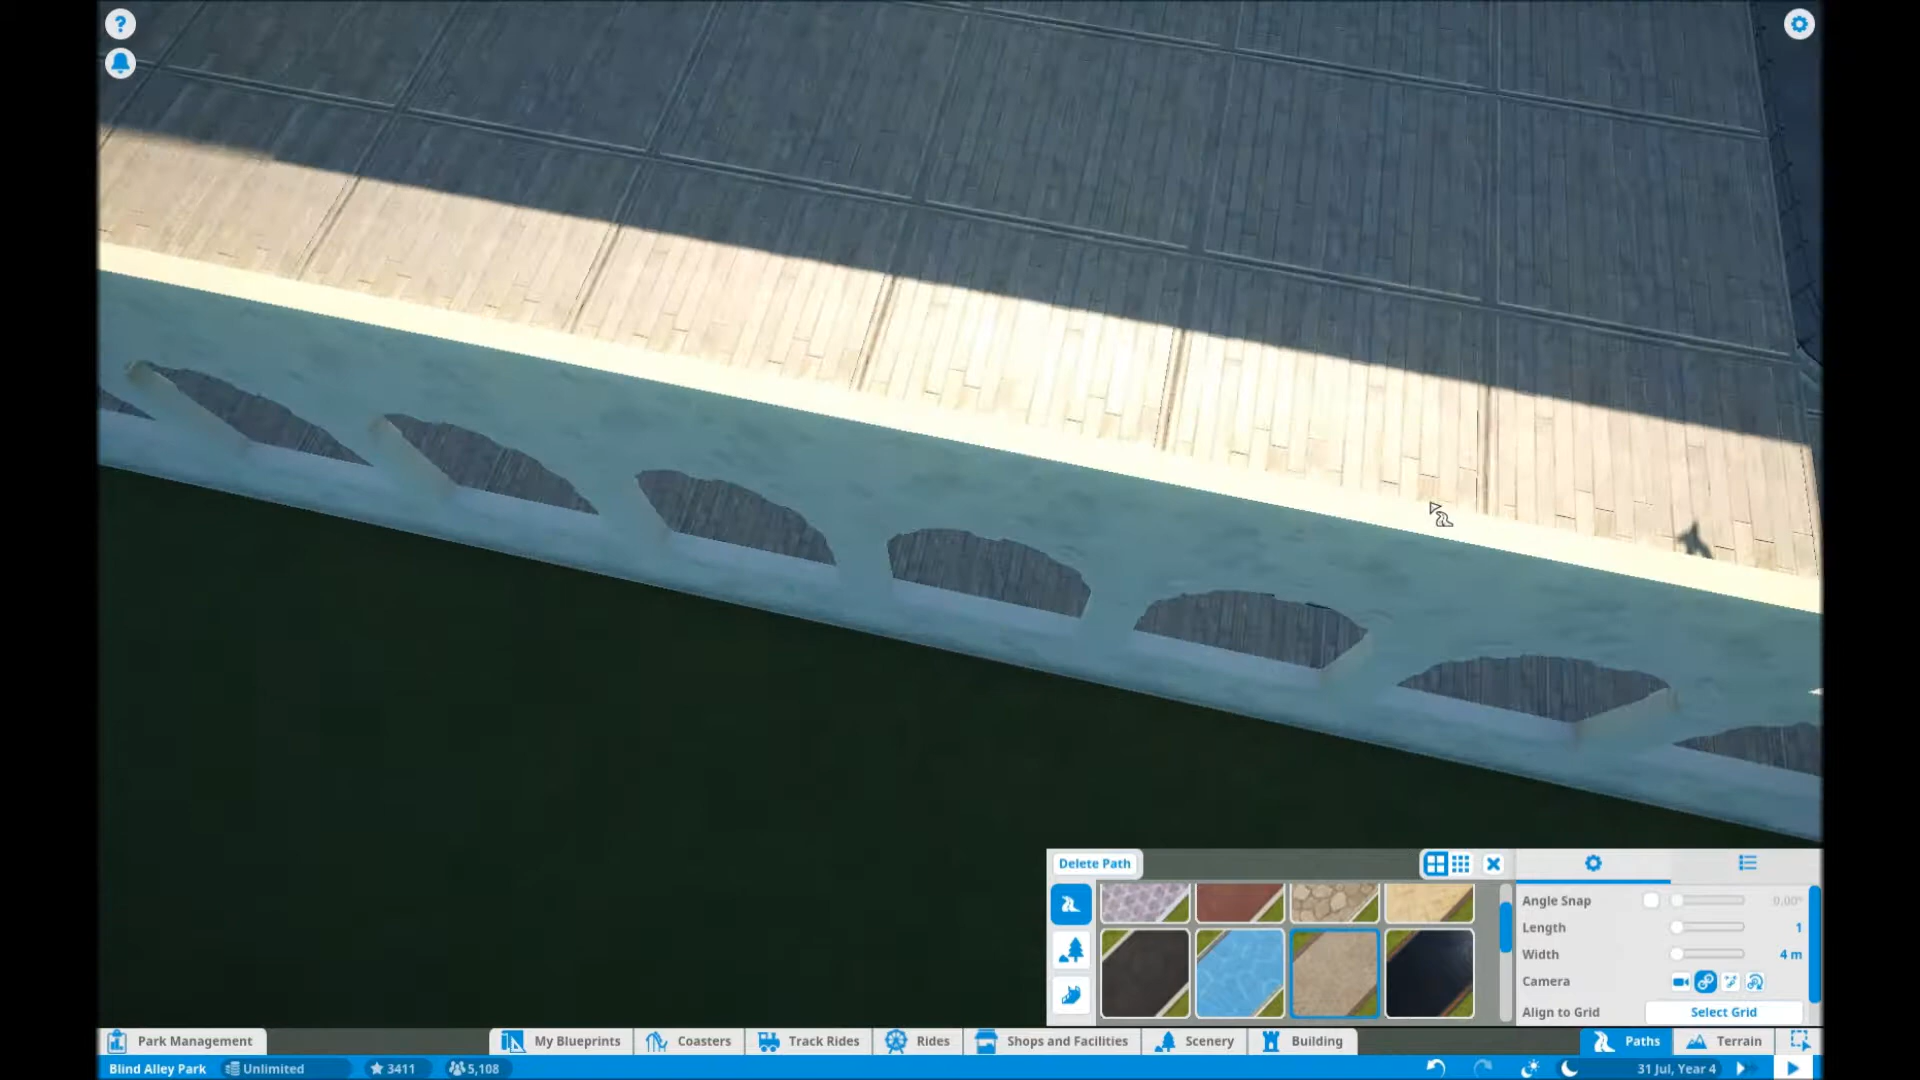 ?
Delete Path
Angle Snap 0.00°
Length 1
Width 4 m
Camera
Align to Grid Select Grid
Park Management My Blueprints Coasters Track Rides Rides Shops and Facilities Scenery Building Paths Terrain
Blind Alley Park Unlimited 3411 5,108 31 Jul, Year 4